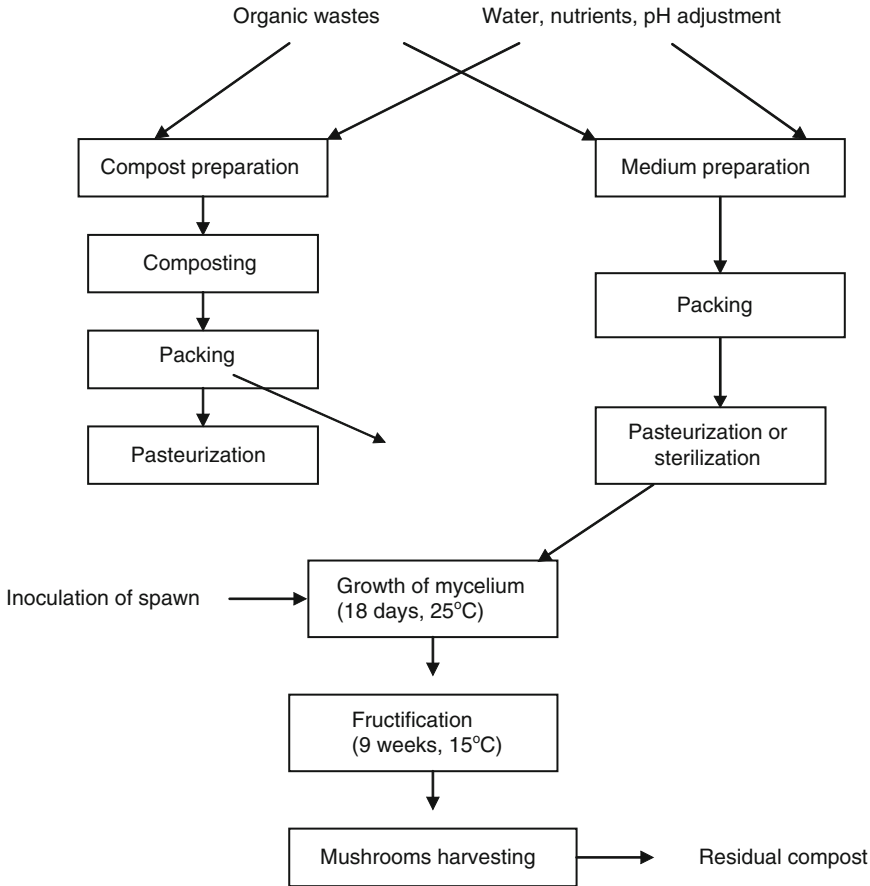 Organic wastes
Water, nutrients, pH adjustment
Compost preparation
Medium preparation
Composting
Packing
Packing
Pasteurization
Pasteurization or
sterilization
Inoculation of spawn
Growth of mycelium
(18 days, 25°C)
Fructification
(9 weeks, 15°C)
Mushrooms harvesting
Residual compost